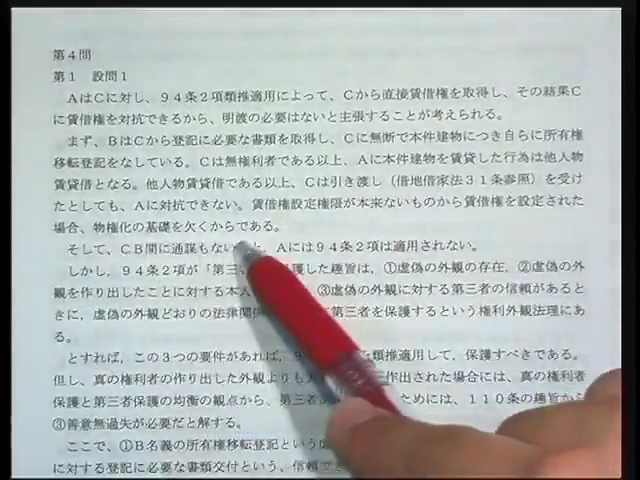 第4問
第1 設問1
AはCに対し、94条2項類推適用によって、Cから直接賃借権を取得し、その結果C
に賃借権を対抗できるから、明渡の必要はないと主張することが考えられる。
まず、BはCから登記に必要な書類を取得し、Cに無断で本件建物につき自らに所有権
移転登記をなしている。Cは無権利者である以上、Aに本件建物を賃貸した行為は他人物
賃貸借となる。他人物賃貸借である以上、Cは引き渡し（借地借家法31条参照）を受け
たとしても、Aに対抗できない。賃借権設定権限が本来ないものから賃借権を設定された
場合、物権化の基礎を欠くからである。
そして、CB間に通謀もない 、Aには94条2項は適用されない。
しかし、94条2項が「第三 護した趣旨は、①虚偽の外観の存在，②虚偽の外
観を作り出したことに対する本人 ③虚偽の外観に対する第三者の信頼があると
きに、虚偽の外観どおりの法律関係 第三者を保護するという権利外観法理にあ
る。
とすれば，この3つの要件があれば， 類推適用して，保護すべきである。
但し、真の権利者の作り出した外観よりも 作出された場合には、真の権利者
保護と第三者保護の均衡の観点から、第三者 ためには、110条の趣旨から
③善意無過失が必要だと解する。
ここで、①B名義の所有権移転登記という
に対する登記に必要な書類交付という、信頼